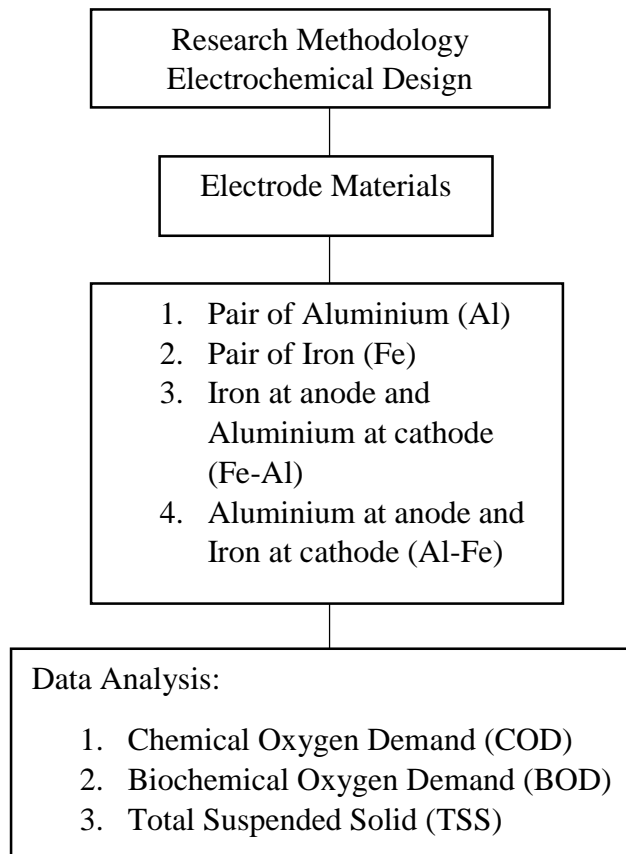 Research Methodology
Electrochemical Design
Electrode Materials
1. Pair of Aluminium (Al)
2. Pair of Iron (Fe)
3. Iron at anode and
Aluminium at cathode
(Fe-Al)
4. Aluminium at anode and
Iron at cathode (Al-Fe)
Data Analysis:
1. Chemical Oxygen Demand (COD)
2. Biochemical Oxygen Demand (BOD)
3. Total Suspended Solid (TSS)